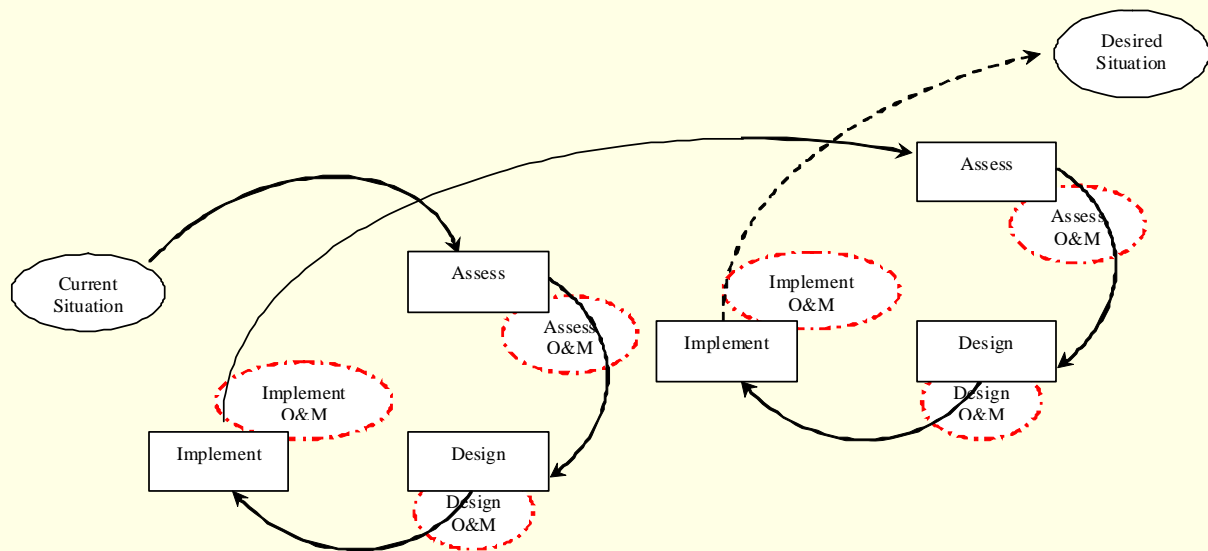 Desired
Situation
Assess
Assess
O&M
Current
Situation
Assess
Assess
O&M
Implement
O&M
Implement
Design
Design
O&M
Implement
O&M
Implement
Design
Design
O&M